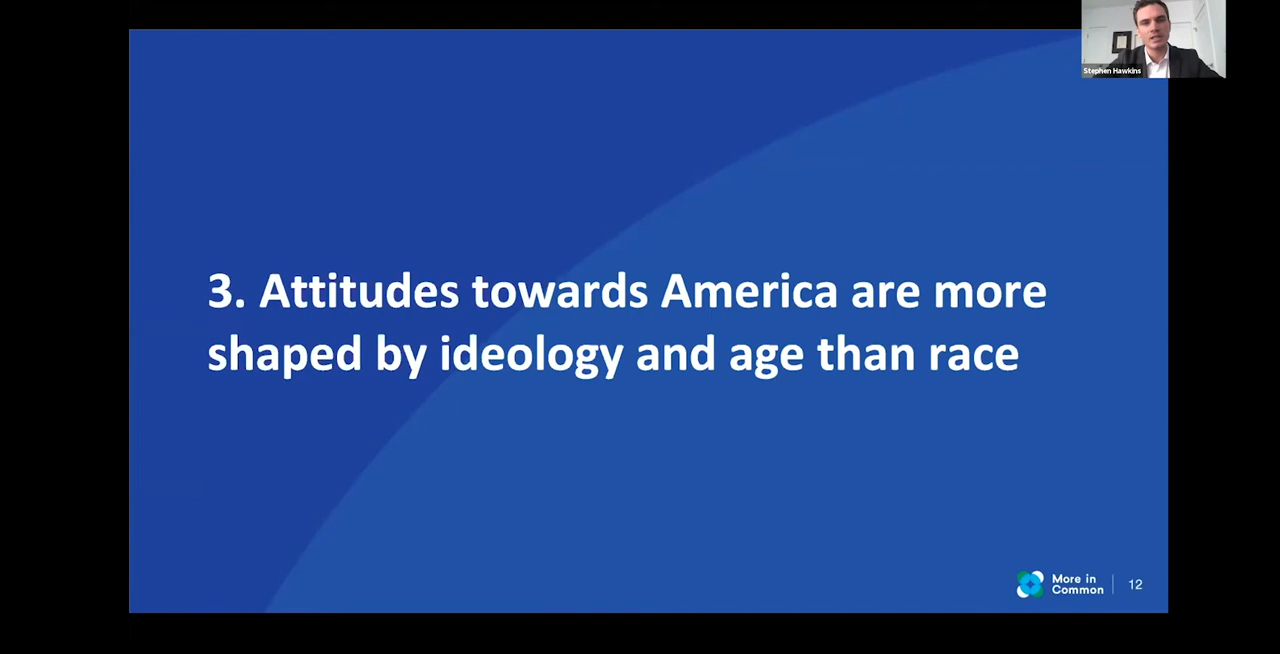 Stephen Hawkins
3. Attitudes towards America are more
shaped by ideology and age than race
More in
Common
12